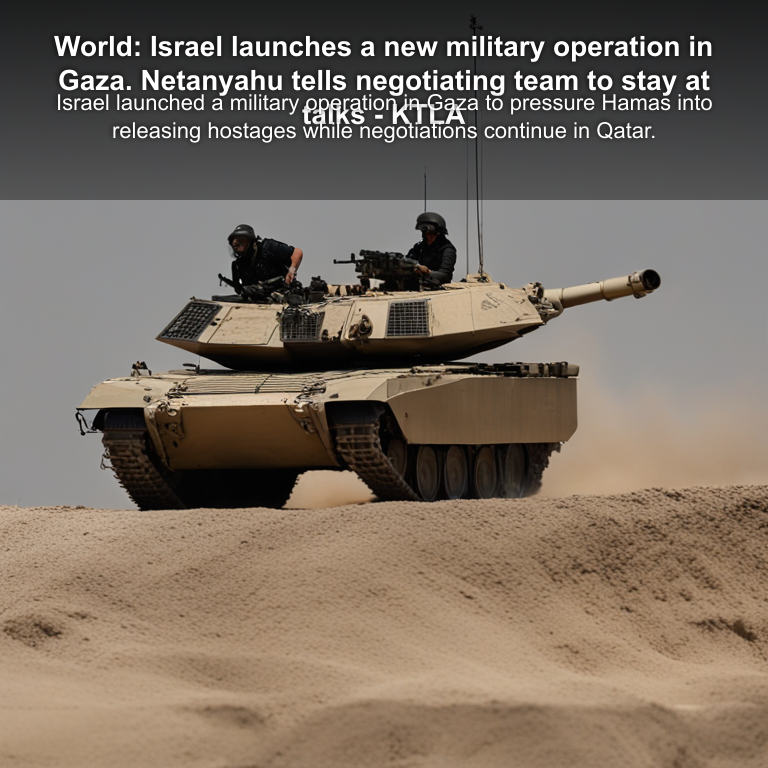 World: Israel launches a new military operation in
Gaza. Netanyahu tells negotiating team to stay at
talks - KTLA
Israel launched a military operation in Gaza to pressure Hamas into
releasing hostages while negotiations continue in Qatar.